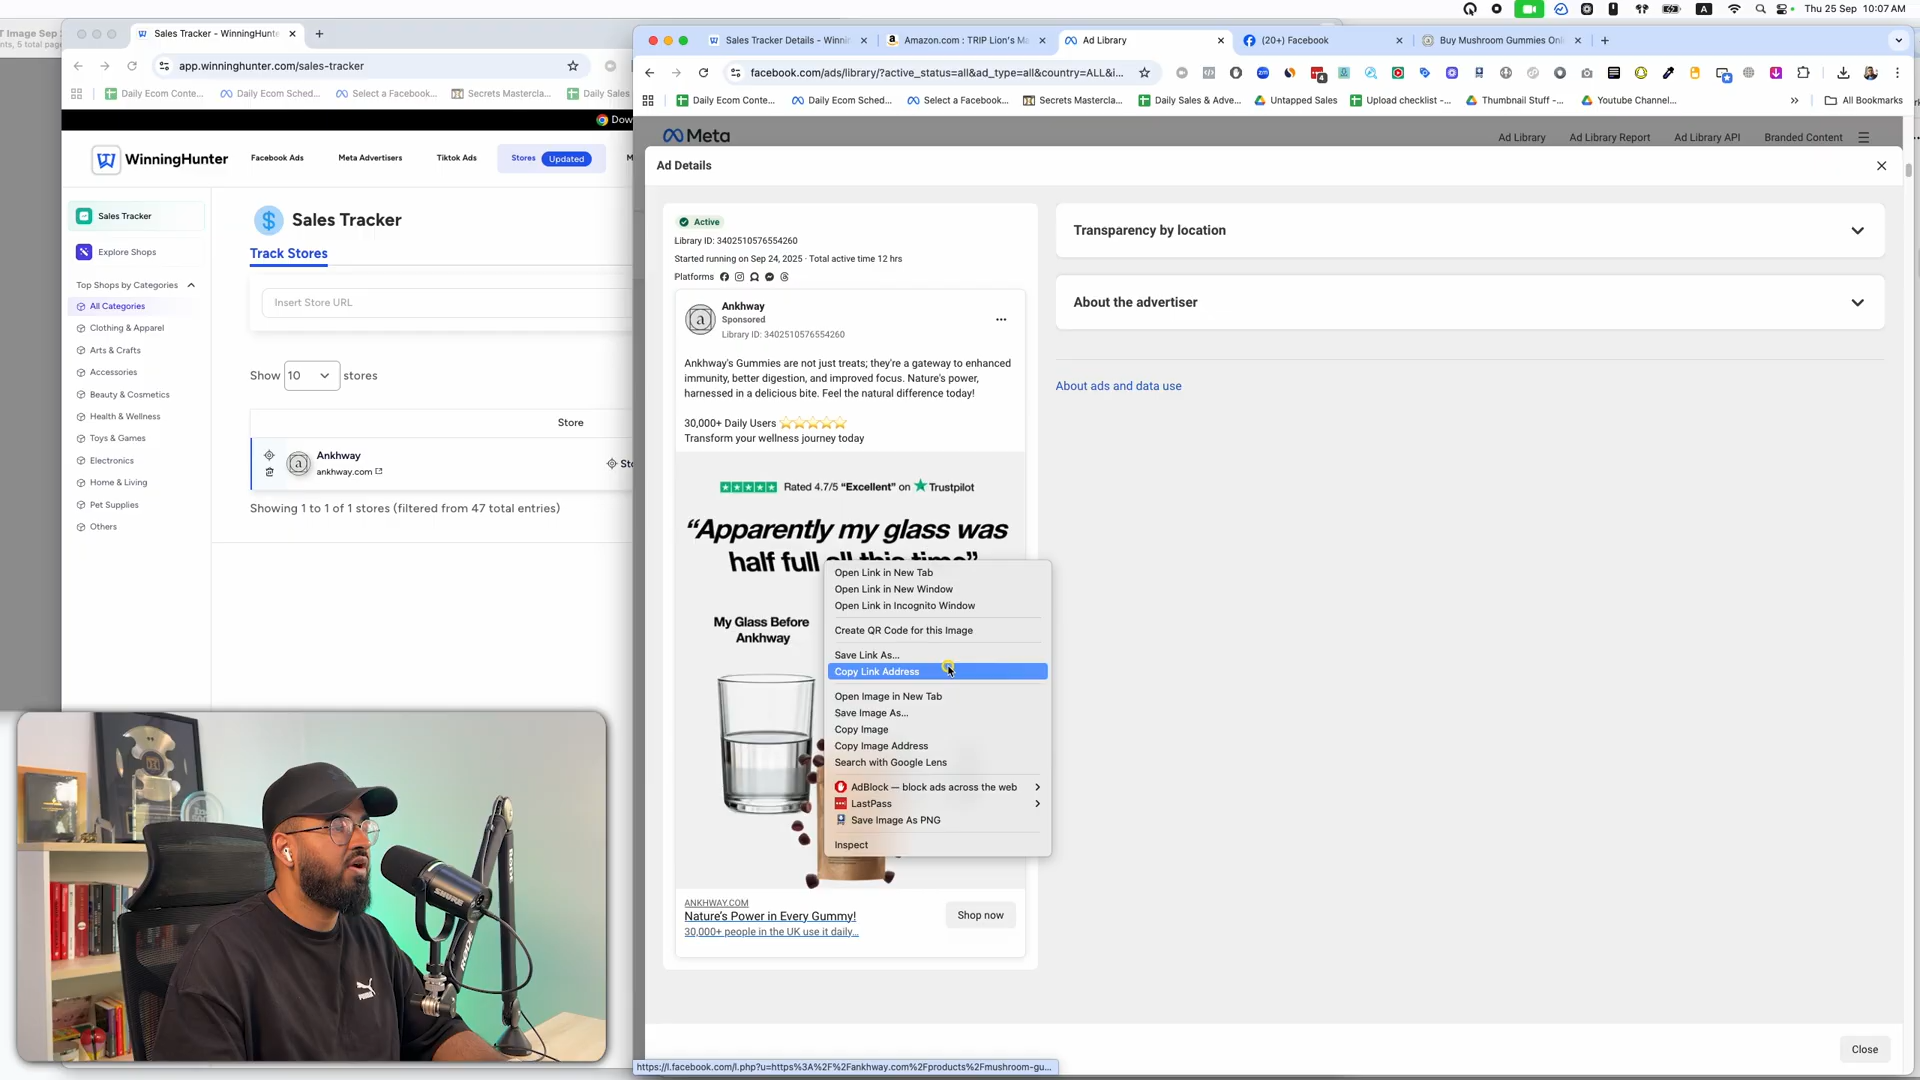 Thu 25 Sep 10:07 AM
Sales Tracker - WinningHunte
app.winninghunter.com/sales-tracker
Daily Ecom Conte...
Daily Ecom Sched...
Select a Facebook...
Secrets Mastercla...
Daily Sales
Dow
WinningHunter
Facebook Ads
Meta Advertisers
Tiktok Ads
Stores
Updated
Sales Tracker
Explore Shops
Top Shops by Categories
All Categories
Clothing & Apparel
Arts & Crafts
Accessories
Beauty & Cosmetics
Health & Wellness
Toys & Games
Electronics
Home & Living
Pet Supplies
Others
Sales Tracker
Track Stores
Insert Store URL
Show 10 stores
Store
Ankhway
ankhway.com
Sto
Showing 1 to 1 of 1 stores (filtered from 47 total entries)
Sales Tracker Details - Winnin
Amazon.com : TRIP Lion's Ma
Ad Library
(20+) Facebook
Buy Mushroom Gummies Onli
facebook.com/ads/library/?active_status=all&ad_type=all&country=ALL&i...
Daily Ecom Conte...
Daily Ecom Sched...
Select a Facebook...
Secrets Mastercla...
Daily Sales & Adve...
Untapped Sales
Upload checklist -...
Thumbnail Stuff -...
Youtube Channel...
All Bookmarks
Meta
Ad Library
Ad Library Report
Ad Library API
Branded Content
Ad Details
Active
Library ID: 3402510576554260
Started running on Sep 24, 2025 · Total active time 12 hrs
Platforms
Ankhway
Sponsored
Library ID: 3402510576554260
Ankhway's Gummies are not just treats; they're a gateway to enhanced
immunity, better digestion, and improved focus. Nature's power,
harnessed in a delicious bite. Feel the natural difference today!
30,000+ Daily Users ⭐⭐⭐⭐⭐
Transform your wellness journey today
Rated 4.7/5 “Excellent” on Trustpilot
“Apparently my glass was
half full all this time”
My Glass Before
Ankhway
Open Link in New Tab
Open Link in New Window
Open Link in Incognito Window
Create QR Code for this Image
Save Link As...
Copy Link Address
Open Image in New Tab
Save Image As...
Copy Image
Copy Image Address
Search with Google Lens
AdBlock — block ads across the web
LastPass
Save Image As PNG
Inspect
ANKHWAY.COM
Nature’s Power in Every Gummy!
30,000+ people in the UK use it daily...
Shop now
Transparency by location
About the advertiser
About ads and data use
Close
https://l.facebook.com/l.php?u=https%3A%2F%2Fankhway.com%2Fproducts%2Fmushroom-gu...
PUMA